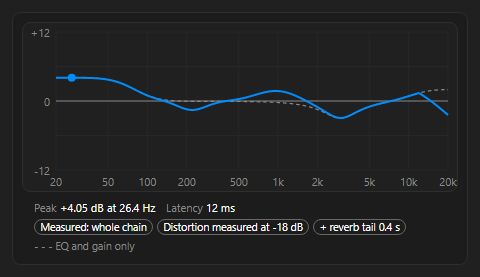 +12
0
-12
20 50 100 200 500 1k 2k 5k 10k 20k
Peak +4.05 dB at 26.4 Hz Latency 12 ms
Measured: whole chain Distortion measured at -18 dB + reverb tail 0.4 s
- - - EQ and gain only